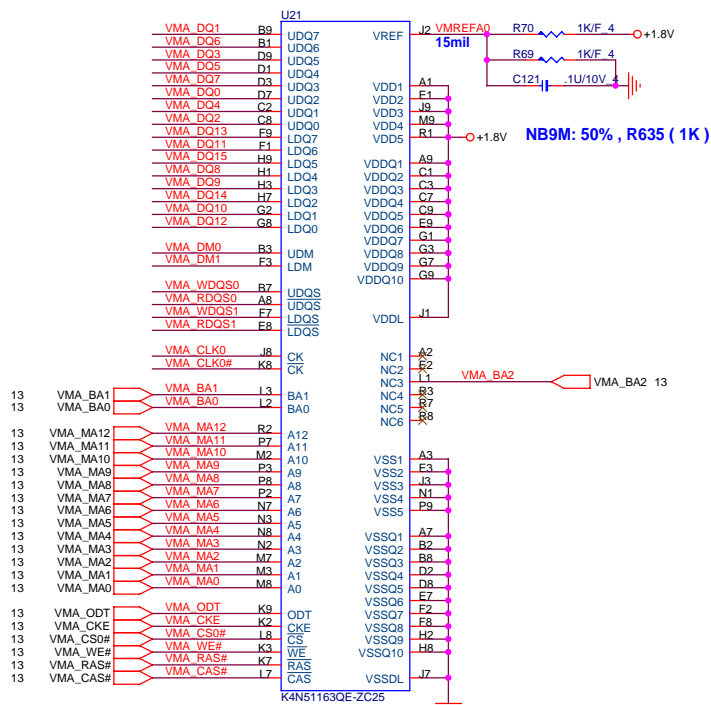 U21
VMA_DQ1 B9 UDQ7 VREF J2 VMREFA0 R70 1K/F_4 +1.8V
VMA_DQ6 B1 UDQ6 15mil
VMA_DQ3 D9 UDQ5 R69 1K/F_4
VMA_DQ5 D1 UDQ4
VMA_DQ7 D3 UDQ3 VDD1 A1 C121 .1U/10V_4
VMA_DQ0 D7 UDQ2 VDD2 E1
VMA_DQ4 C2 UDQ1 VDD3 J9
VMA_DQ2 C8 UDQ0 VDD4 M9
VMA_DQ13 F9 LDQ7 VDD5 R1 +1.8V NB9M: 50% , R635 ( 1K )
VMA_DQ11 F1 LDQ6
VMA_DQ15 H9 LDQ5 VDDQ1 A9
VMA_DQ8 H1 LDQ4 VDDQ2 C1
VMA_DQ9 H3 LDQ3 VDDQ3 C3
VMA_DQ14 H7 LDQ2 VDDQ4 C7
VMA_DQ10 G2 LDQ1 VDDQ5 C9
VMA_DQ12 G8 LDQ0 VDDQ6 E9
VDDQ7 G1
VMA_DM0 B3 UDM VDDQ8 G3
VMA_DM1 F3 LDM VDDQ9 G7
VDDQ10 G9
VMA_WDQS0 B7 UDQS
VMA_RDQS0 A8 UDQS
VMA_WDQS1 F7 LDQS VDDL J1
VMA_RDQS1 E8 LDQS
VMA_CLK0 J8 CK NC1 A2
VMA_CLK0# K8 CK NC2 E2
NC3 L1 VMA_BA2 VMA_BA2 13
13 VMA_BA1 VMA_BA1 L3 BA1 NC4 R3
13 VMA_BA0 VMA_BA0 L2 BA0 NC5 R7
NC6 R8
13 VMA_MA12 VMA_MA12 R2 A12
13 VMA_MA11 VMA_MA11 P7 A11
13 VMA_MA10 VMA_MA10 M2 A10 VSS1 A3
13 VMA_MA9 VMA_MA9 P3 A9 VSS2 E3
13 VMA_MA8 VMA_MA8 P8 A8 VSS3 J3
13 VMA_MA7 VMA_MA7 P2 A7 VSS4 N1
13 VMA_MA6 VMA_MA6 N7 A6 VSS5 P9
13 VMA_MA5 VMA_MA5 N3 A5
13 VMA_MA4 VMA_MA4 N8 A4 VSSQ1 A7
13 VMA_MA3 VMA_MA3 N2 A3 VSSQ2 B2
13 VMA_MA2 VMA_MA2 M7 A2 VSSQ3 B8
13 VMA_MA1 VMA_MA1 M3 A1 VSSQ4 D2
13 VMA_MA0 VMA_MA0 M8 A0 VSSQ5 D8
VSSQ6 E7
13 VMA_ODT VMA_ODT K9 ODT VSSQ7 F2
13 VMA_CKE VMA_CKE K2 CKE VSSQ8 F8
13 VMA_CS0# VMA_CS0# L8 CS VSSQ9 H2
13 VMA_WE# VMA_WE# K3 WE VSSQ10 H8
13 VMA_RAS# VMA_RAS# K7 RAS
13 VMA_CAS# VMA_CAS# L7 CAS VSSDL J7
K4N51163QE-ZC25